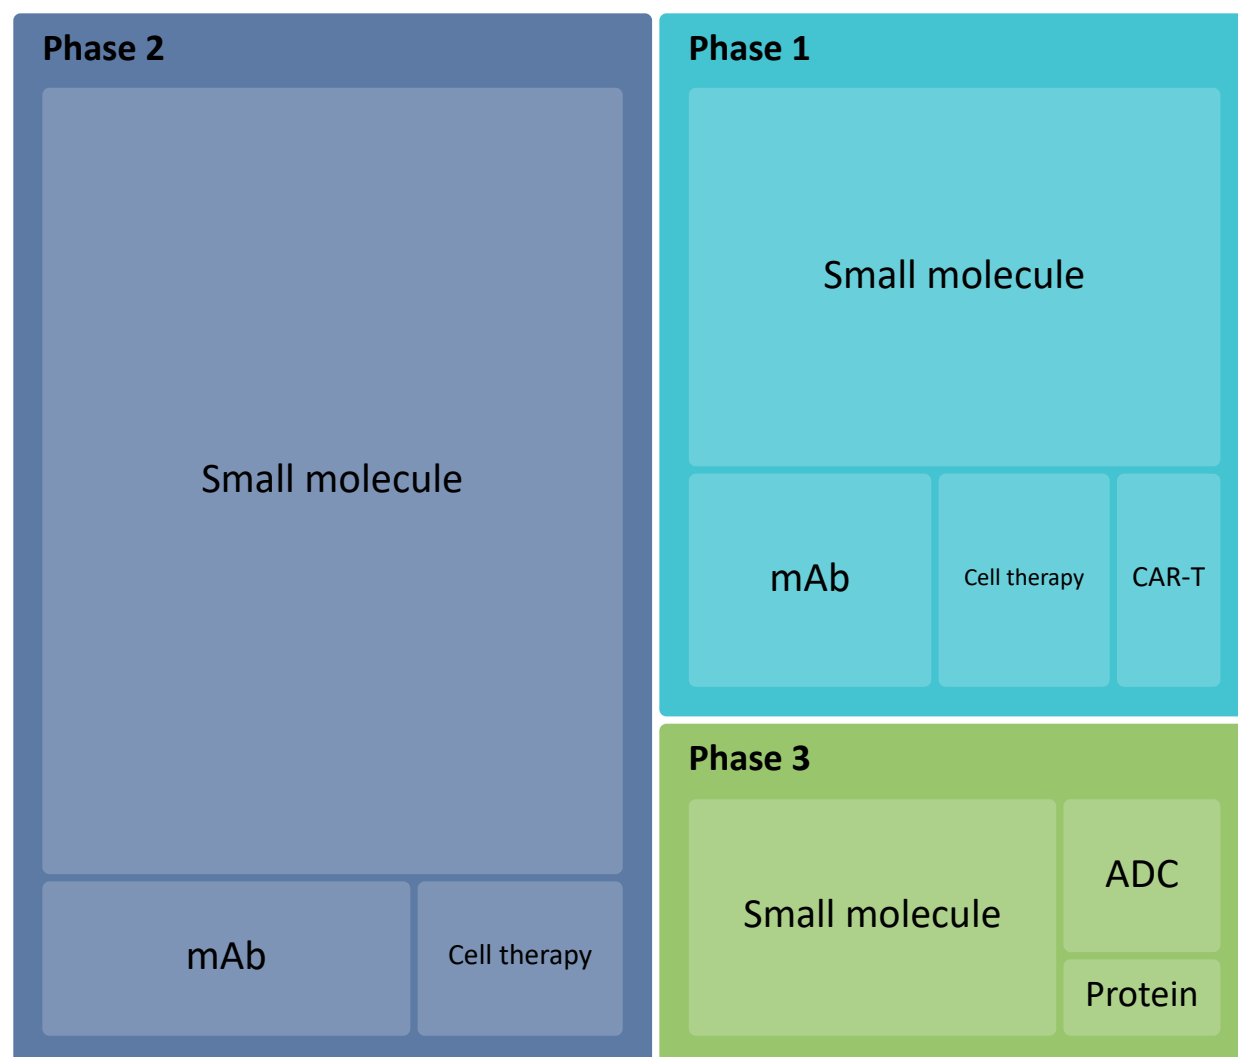 Phase 2
Small molecule
mAb
Cell therapy
Phase 1
Small molecule
mAb
Cell therapy
CAR-T
Phase 3
Small molecule
ADC
Protein